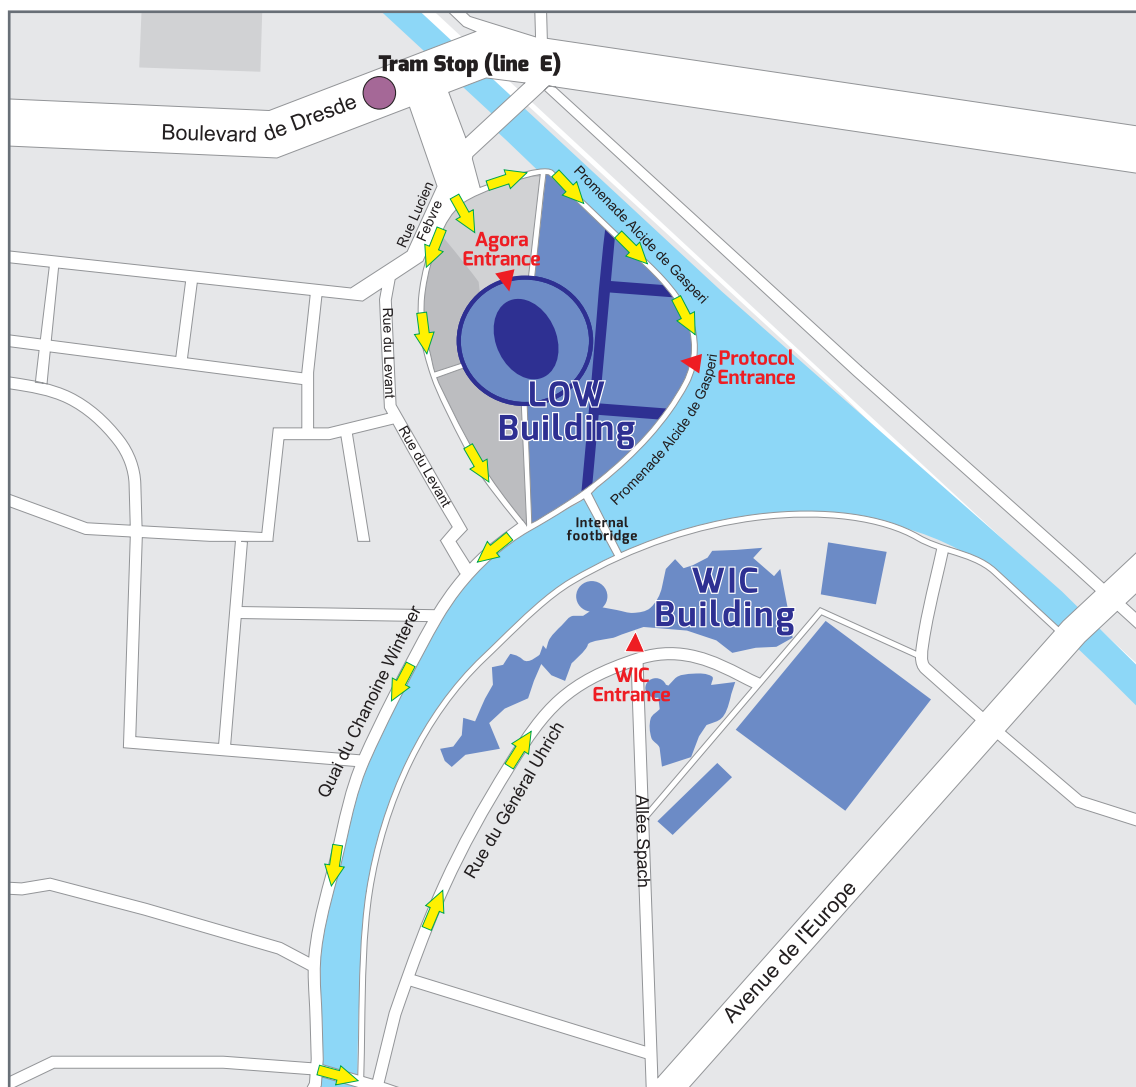 Tram Stop (line E)
Boulevard de Dresde
Rue Lucien
Febvre
Promenade Alcide de Gasperi
Agora
Entrance
Rue du Levant
Protocol
Entrance
LOW
Building
Promenade Alcide de Gasperi
Rue du Levant
Internal
footbridge
WIC
Building
Quai du Chanoine Winterer
WIC
Entrance
Rue du Général Uhrich
Allée Spach
Avenue de l'Europe